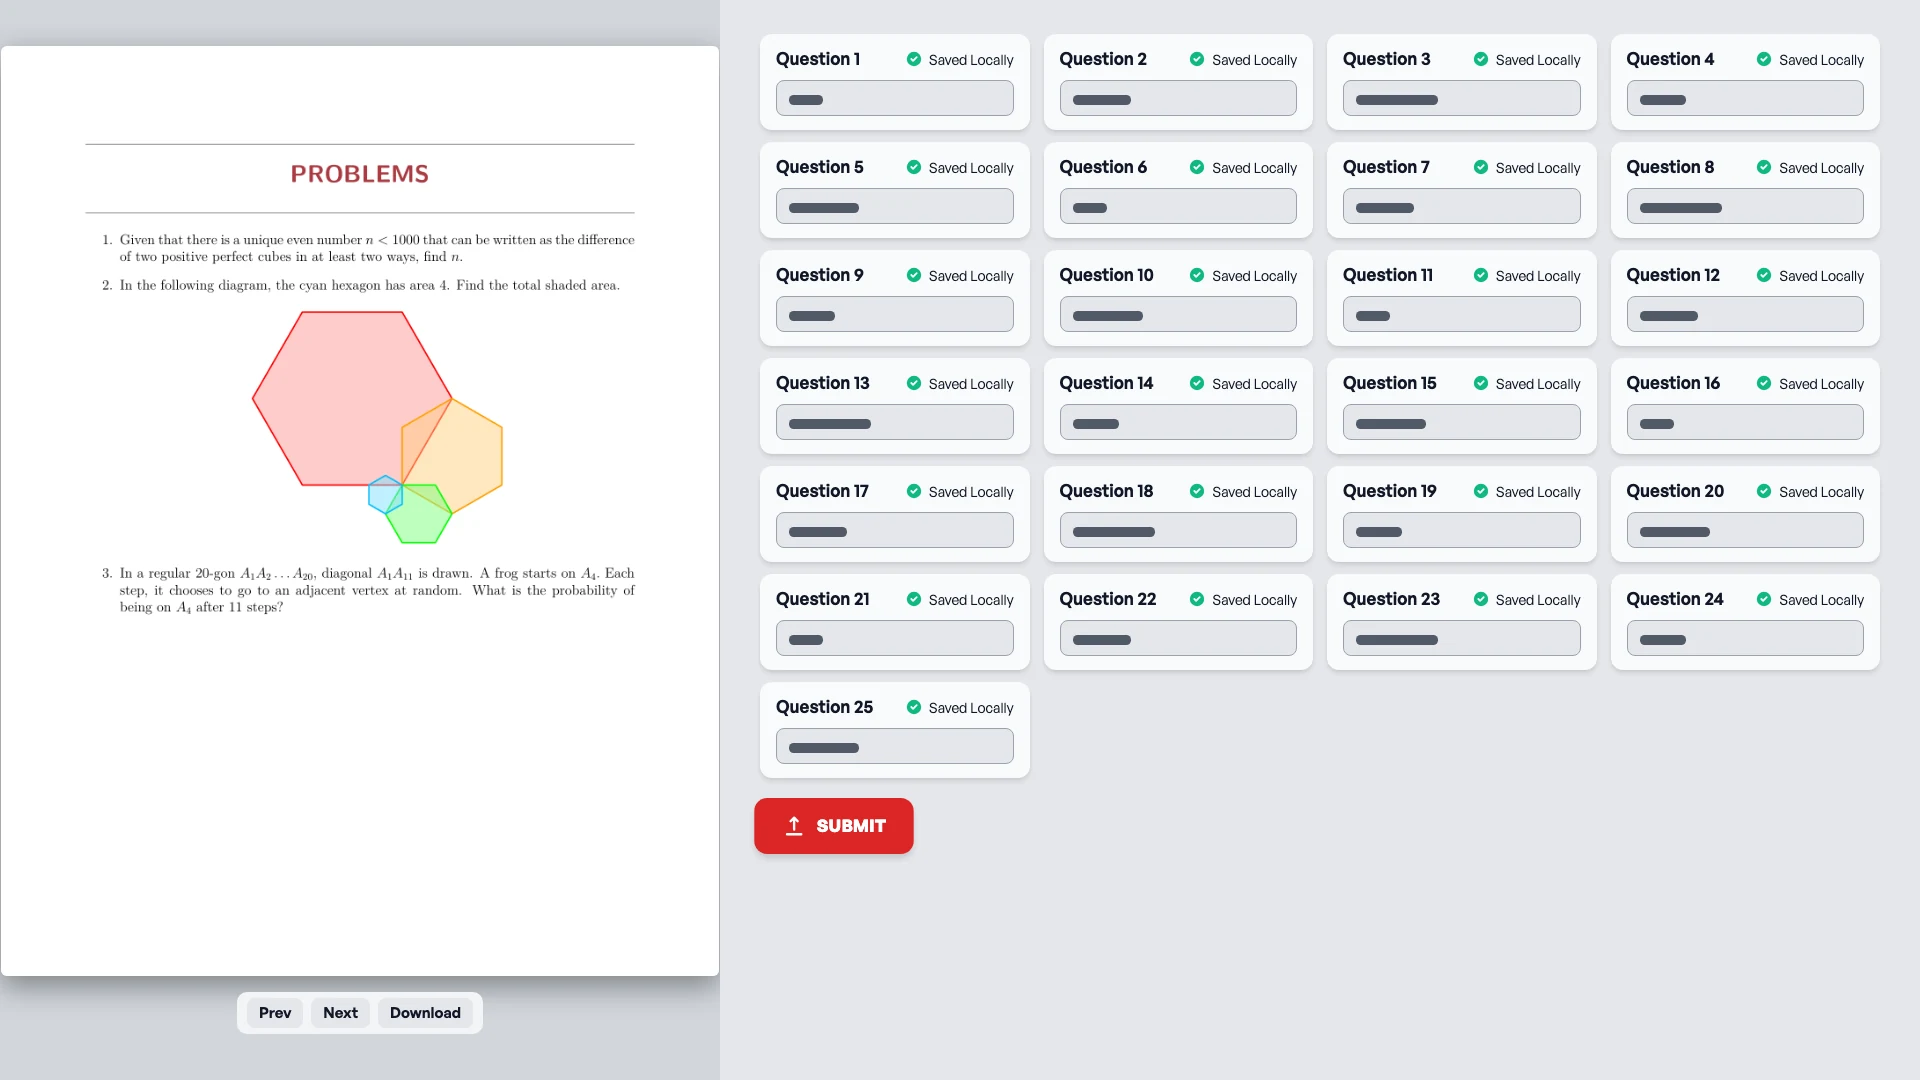 PROBLEMS
1. Given that there is a unique even number n < 1000 that can be written as the difference
of two positive perfect cubes in at least two ways, find n.
2. In the following diagram, the cyan hexagon has area 4. Find the total shaded area.
3. In a regular 20-gon A₁A₂...A₂₀, diagonal A₁A₁₁ is drawn. A frog starts on A₄. Each
step, it chooses to go to an adjacent vertex at random. What is the probability of
being on A₄ after 11 steps?
Prev Next Download
Question 1 Saved Locally
Question 2 Saved Locally
Question 3 Saved Locally
Question 4 Saved Locally
Question 5 Saved Locally
Question 6 Saved Locally
Question 7 Saved Locally
Question 8 Saved Locally
Question 9 Saved Locally
Question 10 Saved Locally
Question 11 Saved Locally
Question 12 Saved Locally
Question 13 Saved Locally
Question 14 Saved Locally
Question 15 Saved Locally
Question 16 Saved Locally
Question 17 Saved Locally
Question 18 Saved Locally
Question 19 Saved Locally
Question 20 Saved Locally
Question 21 Saved Locally
Question 22 Saved Locally
Question 23 Saved Locally
Question 24 Saved Locally
Question 25 Saved Locally
SUBMIT